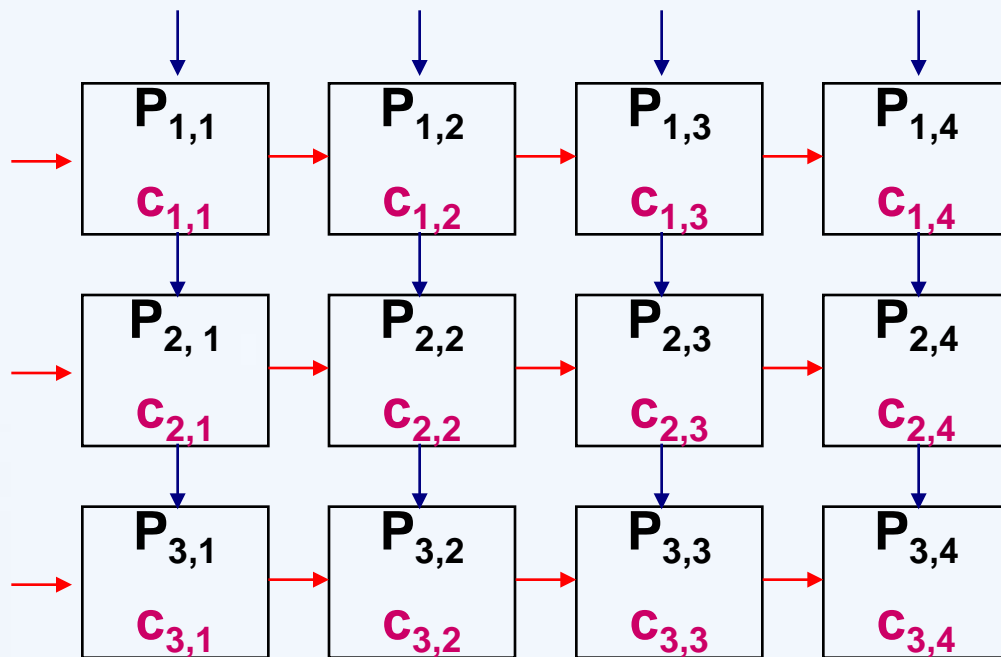 P1,1 P1,2 P1,3 P1,4
c1,1 c1,2 c1,3 c1,4
P2, 1 P2,2 P2,3 P2,4
c2,1 c2,2 c2,3 c2,4
P3,1 P3,2 P3,3 P3,4
c3,1 c3,2 c3,3 c3,4